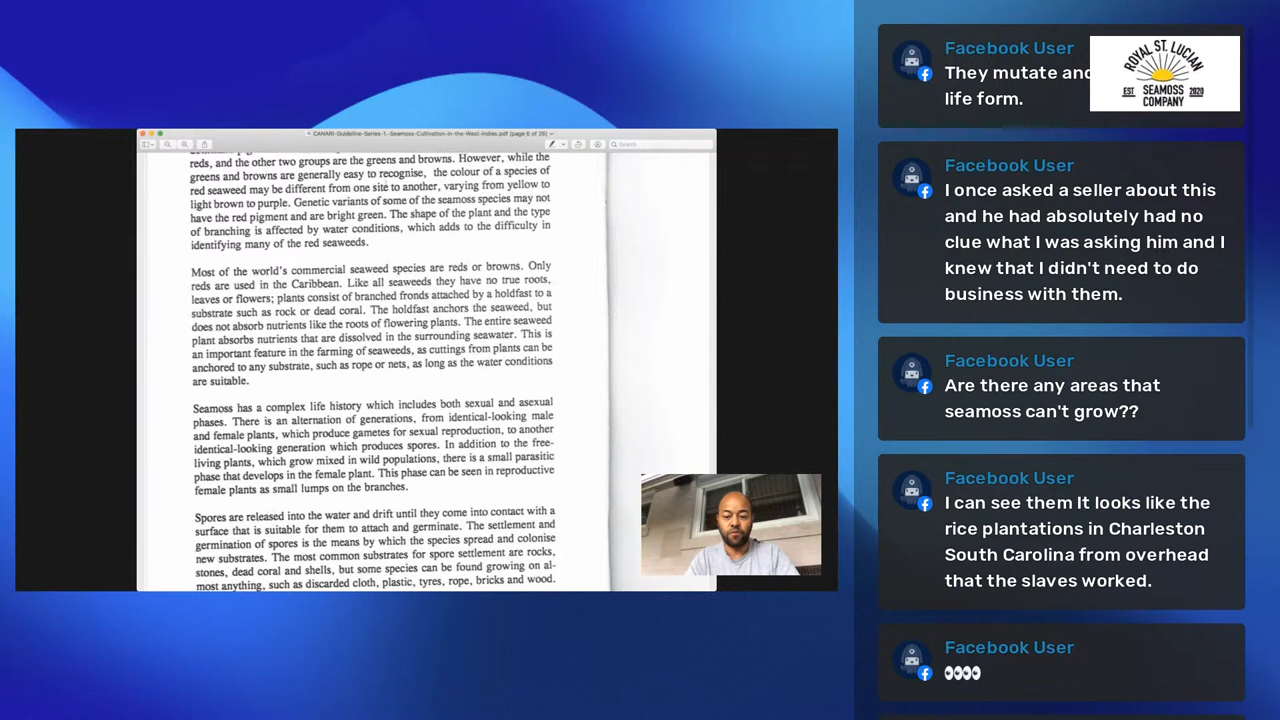 CANARI-Guideline-Series-1.-Seamoss-Cultivation-in-the-West-Indies.pdf (page 6 of 26)
Search
reds, and the other two groups are the greens and browns. However, while the
greens and browns are generally easy to recognise, the colour of a species of
red seaweed may be different from one site to another, varying from yellow to
light brown to purple. Genetic variants of some of the seamoss species may not
have the red pigment and are bright green. The shape of the plant and the type
of branching is affected by water conditions, which adds to the difficulty in
identifying many of the red seaweeds.
Most of the world's commercial seaweed species are reds or browns. Only
reds are used in the Caribbean. Like all seaweeds they have no true roots,
leaves or flowers; plants consist of branched fronds attached by a holdfast to a
substrate such as rock or dead coral. The holdfast anchors the seaweed, but
does not absorb nutrients like the roots of flowering plants. The entire seaweed
plant absorbs nutrients that are dissolved in the surrounding seawater. This is
an important feature in the farming of seaweeds, as cuttings from plants can be
anchored to any substrate, such as rope or nets, as long as the water conditions
are suitable.
Seamoss has a complex life history which includes both sexual and asexual
phases. There is an alternation of generations, from identical-looking male
and female plants, which produce gametes for sexual reproduction, to another
identical-looking generation which produces spores. In addition to the free-
living plants, which grow mixed in wild populations, there is a small parasitic
phase that develops in the female plant. This phase can be seen in reproductive
female plants as small lumps on the branches.
Spores are released into the water and drift until they come into contact with a
surface that is suitable for them to attach and germinate. The settlement and
germination of spores is the means by which the species spread and colonise
new substrates. The most common substrates for spore settlement are rocks,
stones, dead coral and shells, but some species can be found growing on al-
most anything, such as discarded cloth, plastic, tyres, rope, bricks and wood.
Facebook User
They mutate and
life form.
ROYAL ST. LUCIAN
EST SEAMOSS 2020
COMPANY
Facebook User
I once asked a seller about this
and he had absolutely had no
clue what I was asking him and I
knew that I didn't need to do
business with them.
Facebook User
Are there any areas that
seamoss can't grow??
Facebook User
I can see them It looks like the
rice plantations in Charleston
South Carolina from overhead
that the slaves worked.
Facebook User
👀👀